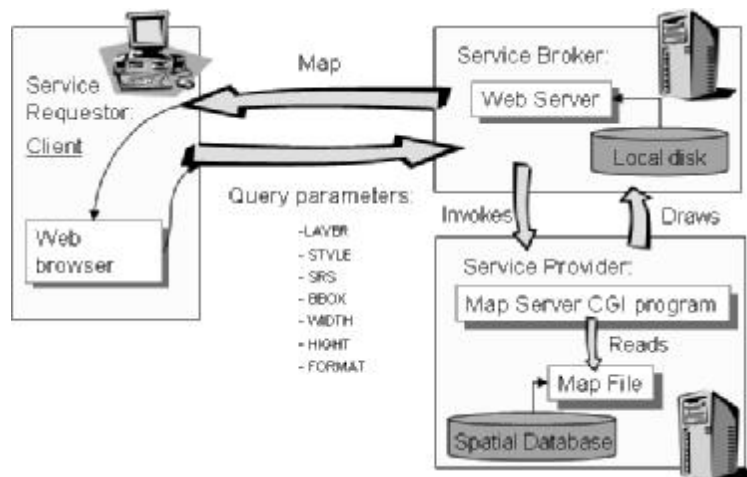 Service
Requestor:
Client
Web
browser
Map
Query parameters:
-LAYER
- STYLE
- SRS
- BBOX
- WIDTH
- HIGHT
- FORMAT
Service Broker:
Web Server
Local disk
Invokes
Draws
Service Provider:
Map Server CGI program
Reads
Map File
Spatial Database